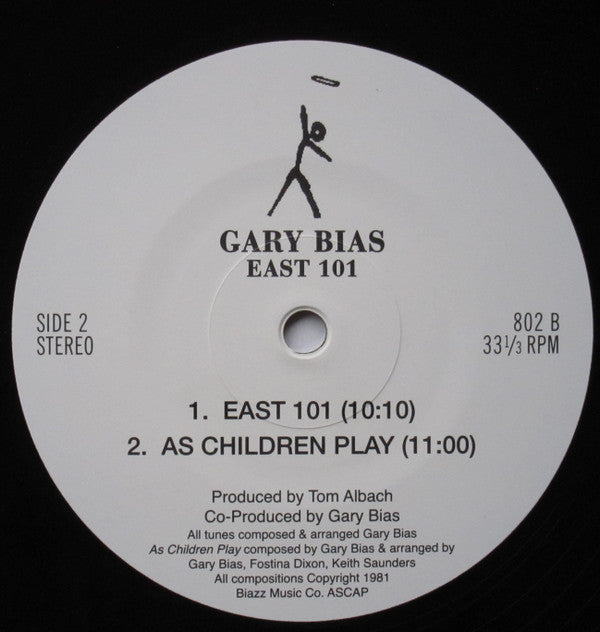 GARY BIAS
EAST 101
SIDE 2
STEREO
802 B
33 1/3 RPM
1. EAST 101 (10:10)
2. AS CHILDREN PLAY (11:00)
Produced by Tom Albach
Co-Produced by Gary Bias
All tunes composed & arranged Gary Bias
As Children Play composed by Gary Bias & arranged by
Gary Bias, Fostina Dixon, Keith Saunders
All compositions Copyright 1981
Biazz Music Co. ASCAP